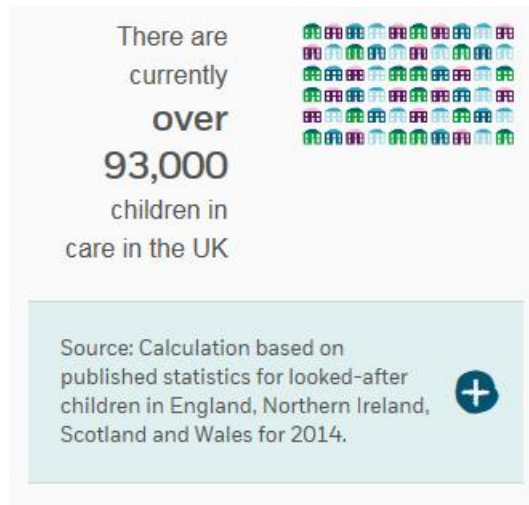 There are
currently
over
93,000
children in
care in the UK
Source: Calculation based on
published statistics for looked-after
children in England, Northern Ireland,
Scotland and Wales for 2014.